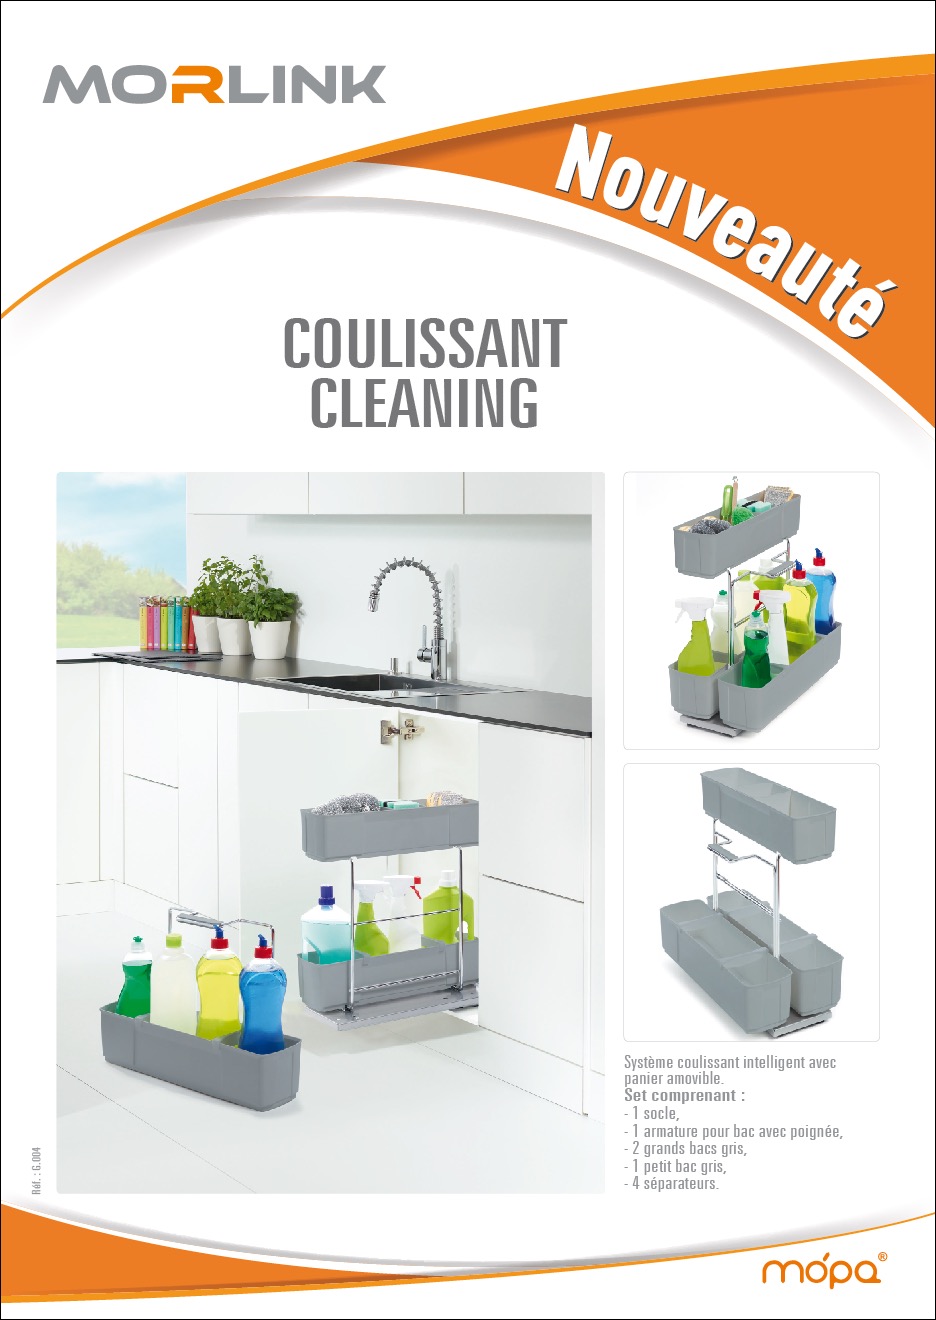 MORLINK
Nouveauté
COULISSANT
CLEANING
Système coulissant intelligent avec
panier amovible.
Set comprenant :
- 1 socle,
- 1 armature pour bac avec poignée,
- 2 grands bacs gris,
- 1 petit bac gris,
- 4 séparateurs.
Réf. : G.004
mópa®